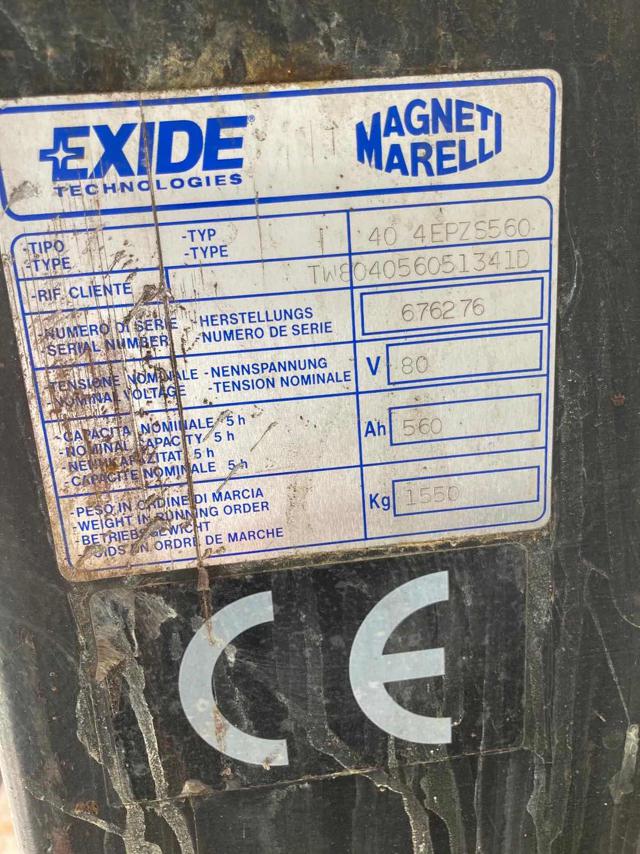 EXIDE®
TECHNOLOGIES
MAGNETI
MARELLI
-TIPO
-TYPE
-TYP
-TYPE
40 4EPZS560
-RIF. CLIENTE
TW804056051341D
-NUMERO DI SERIE
-SERIAL NUMBER
-HERSTELLUNGS
-NUMERO DE SERIE
676276
-TENSIONE NOMINALE
-NOMINAL VOLTAGE
-NENNSPANNUNG
-TENSION NOMINALE
V 80
-CAPACITA NOMINALE 5 h
-NOMINAL CAPACITY 5 h
-NENNKAPAZITAT 5 h
-CAPACITE NOMINALE 5 h
Ah 560
-PESO IN ORDINE DI MARCIA
-WEIGHT IN RUNNING ORDER
-BETRIEBSGEWICHT
-POIDS EN ORDRE DE MARCHE
Kg 1550
CE